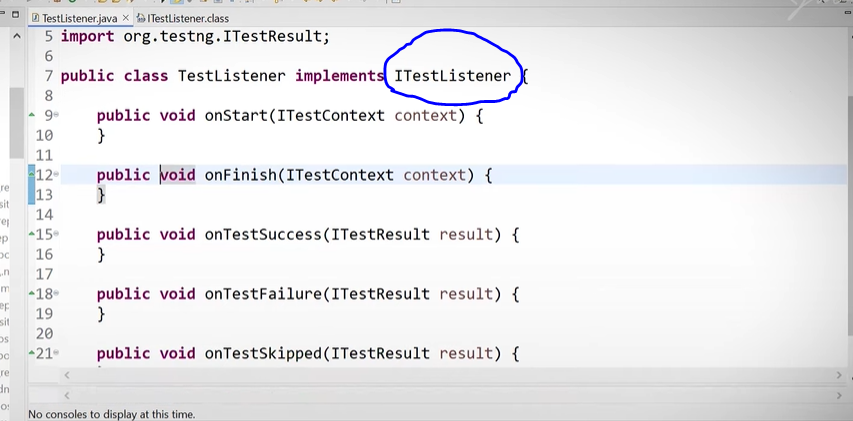 TestListener.java
ITestListener.class
5 import org.testng.ITestResult;
6
7 public class TestListener implements ITestListener {
8
9 public void onStart(ITestContext context) {
10 }
11
12 public void onFinish(ITestContext context) {
13 }
14
15 public void onTestSuccess(ITestResult result) {
16 }
17
18 public void onTestFailure(ITestResult result) {
19 }
20
21 public void onTestSkipped(ITestResult result) {
No consoles to display at this time.